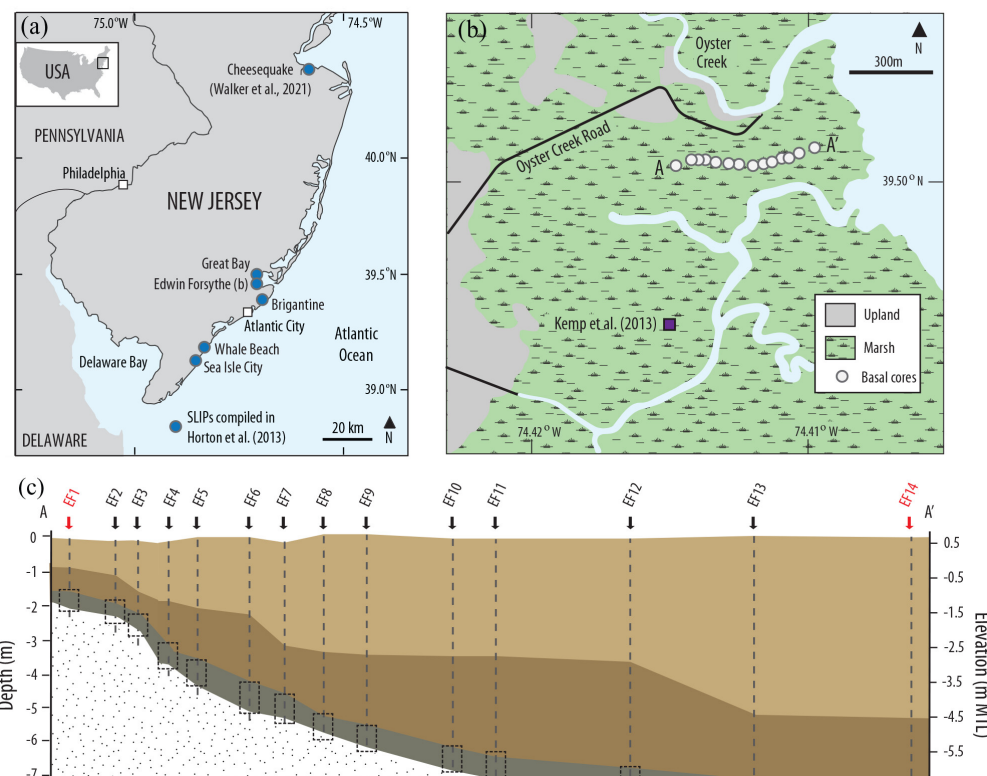 (a)
75.0°W
74.5°W
USA
Cheesequake
(Walker et al., 2021)
PENNSYLVANIA
Philadelphia
40.0°N
NEW JERSEY
Great Bay
Edwin Forsythe (b)
39.5°N
Brigantine
Atlantic City
Atlantic
Ocean
Whale Beach
Sea Isle City
Delaware Bay
39.0°N
SLIPs compiled in
Horton et al. (2013)
20 km
N
DELAWARE
(b)
Oyster
Creek
N
300m
Oyster Creek Road
A
A'
39.50° N
Kemp et al. (2013)
Upland
Marsh
Basal cores
74.42° W
74.41° W
(c)
A
EF1
EF2
EF3
EF4
EF5
EF6
EF7
EF8
EF9
EF10
EF11
EF12
EF13
EF14
A'
0
-1
-2
-3
-4
-5
-6
-7
Depth (m)
0.5
-0.5
-1.5
-2.5
-3.5
-4.5
-5.5
Elevation (m MTL)